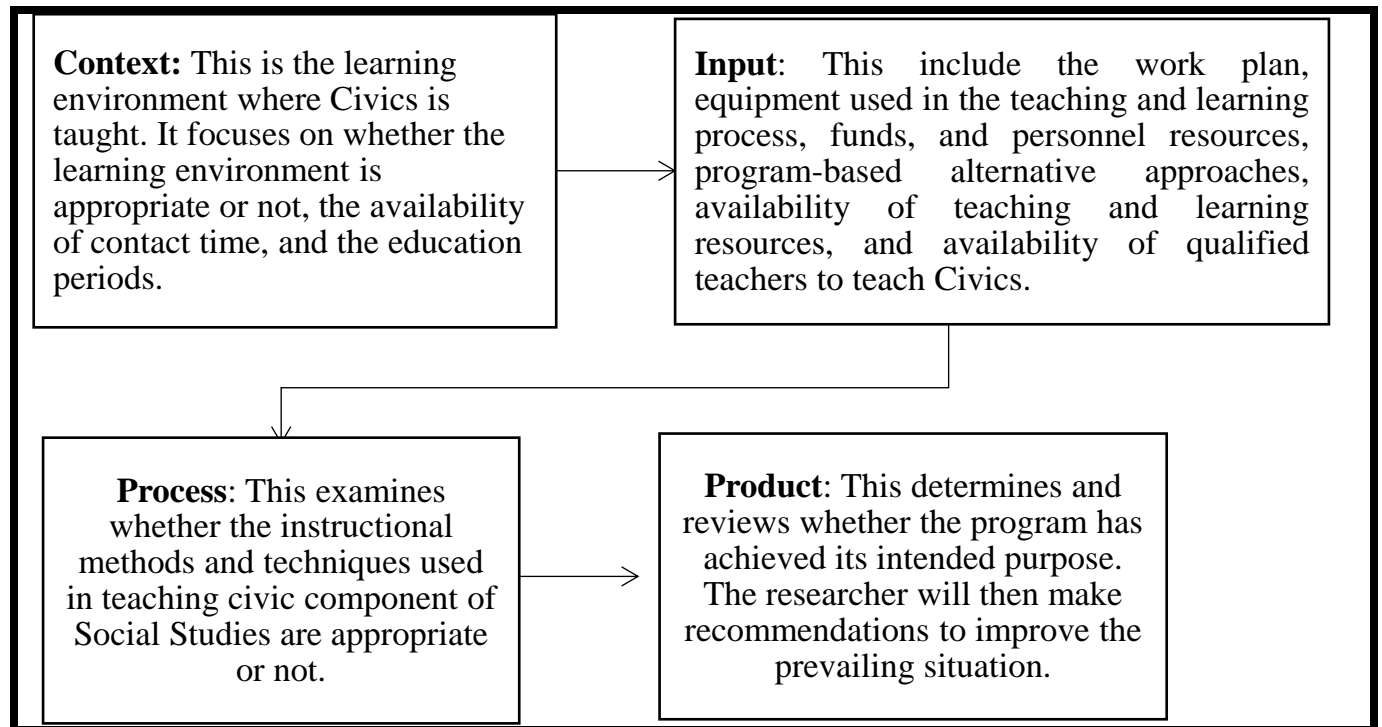 Context: This is the learning
environment where Civics is
taught. It focuses on whether the
learning environment is
appropriate or not, the availability
of contact time, and the education
periods.
Input: This include the work plan,
equipment used in the teaching and learning
process, funds, and personnel resources,
program-based alternative approaches,
availability of teaching and learning
resources, and availability of qualified
teachers to teach Civics.
Process: This examines
whether the instructional
methods and techniques used
in teaching civic component of
Social Studies are appropriate
or not.
Product: This determines and
reviews whether the program has
achieved its intended purpose.
The researcher will then make
recommendations to improve the
prevailing situation.